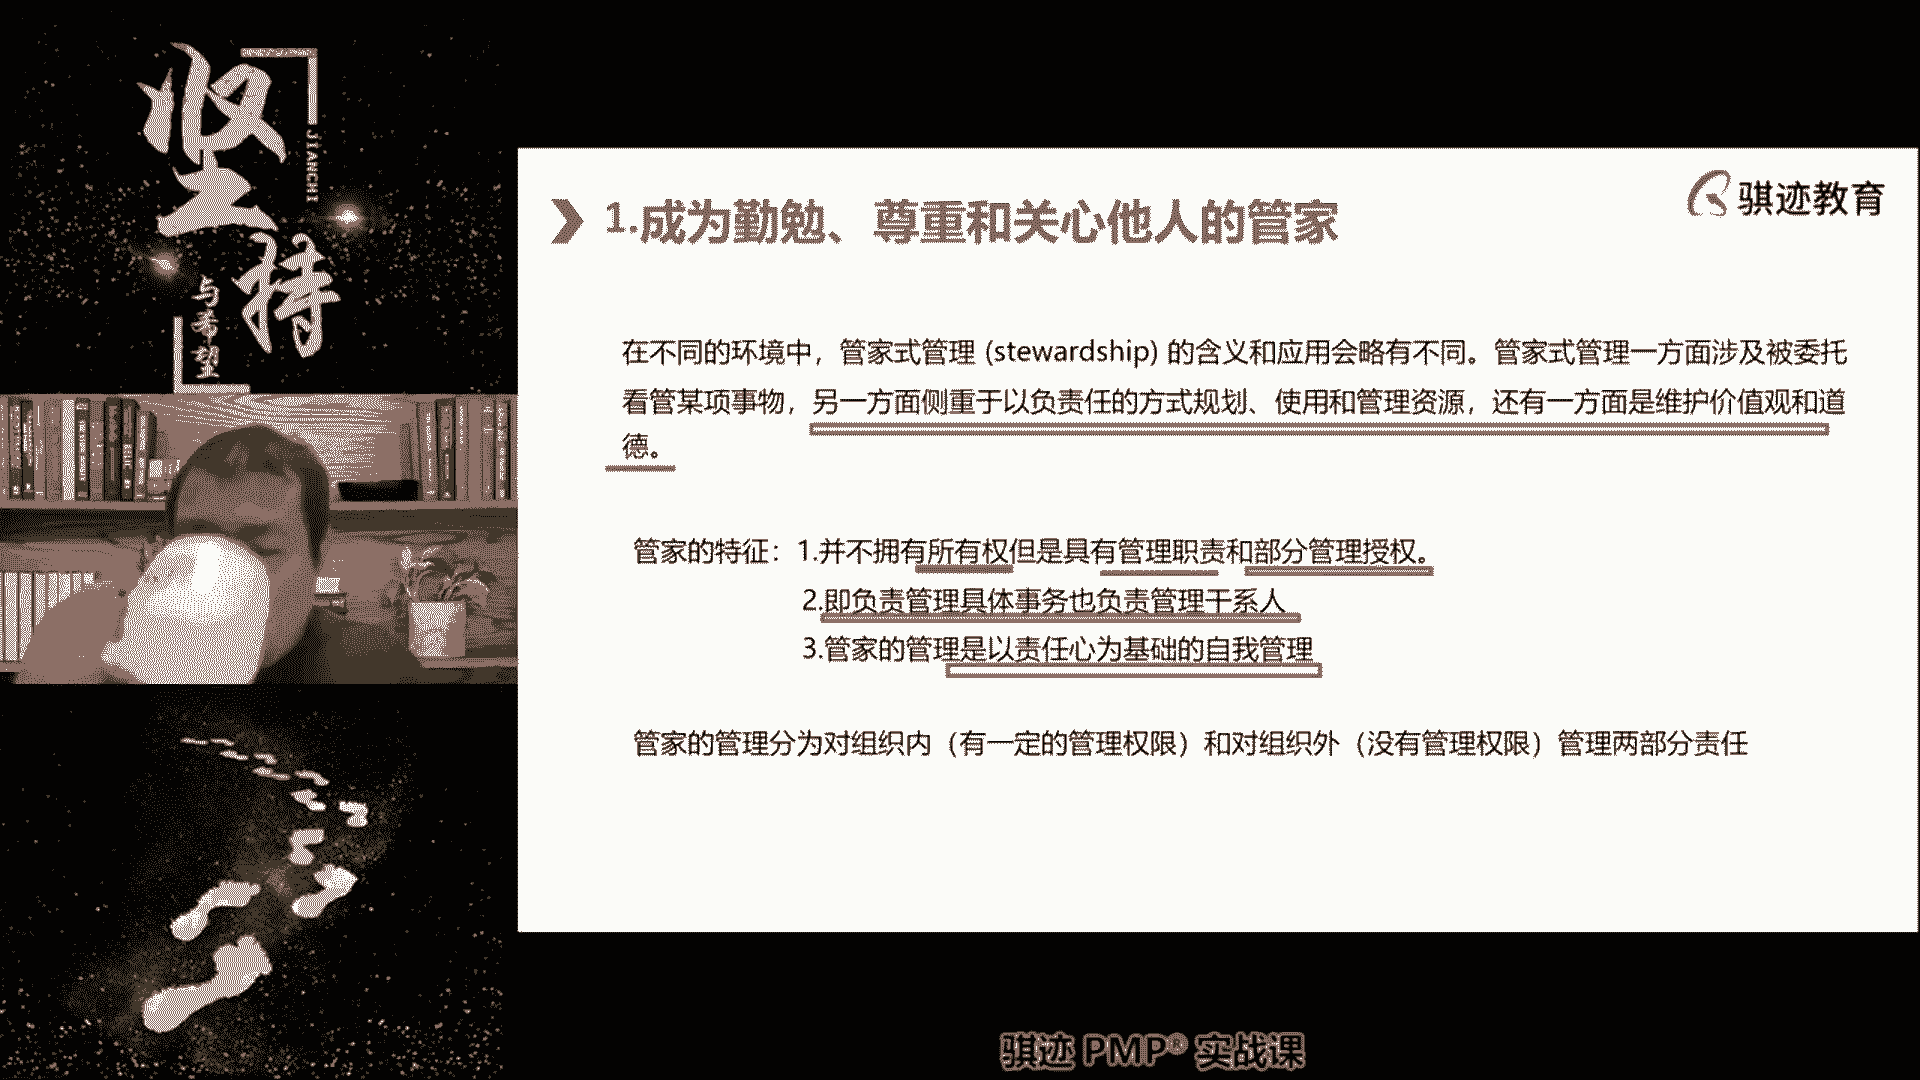 坚持
JIANCHI
与希望
骐迹教育
1.成为勤勉、尊重和关心他人的管家
在不同的环境中，管家式管理 (stewardship) 的含义和应用会略有不同。管家式管理一方面涉及被委托
看管某项事物，另一方面侧重于以负责任的方式规划、使用和管理资源，还有一方面是维护价值观和道
德。
管家的特征：1.并不拥有所有权但是具有管理职责和部分管理授权。
2.即负责管理具体事务也负责管理干系人
3.管家的管理是以责任心为基础的自我管理
管家的管理分为对组织内（有一定的管理权限）和对组织外（没有管理权限）管理两部分责任
骐迹 PMP® 实战课